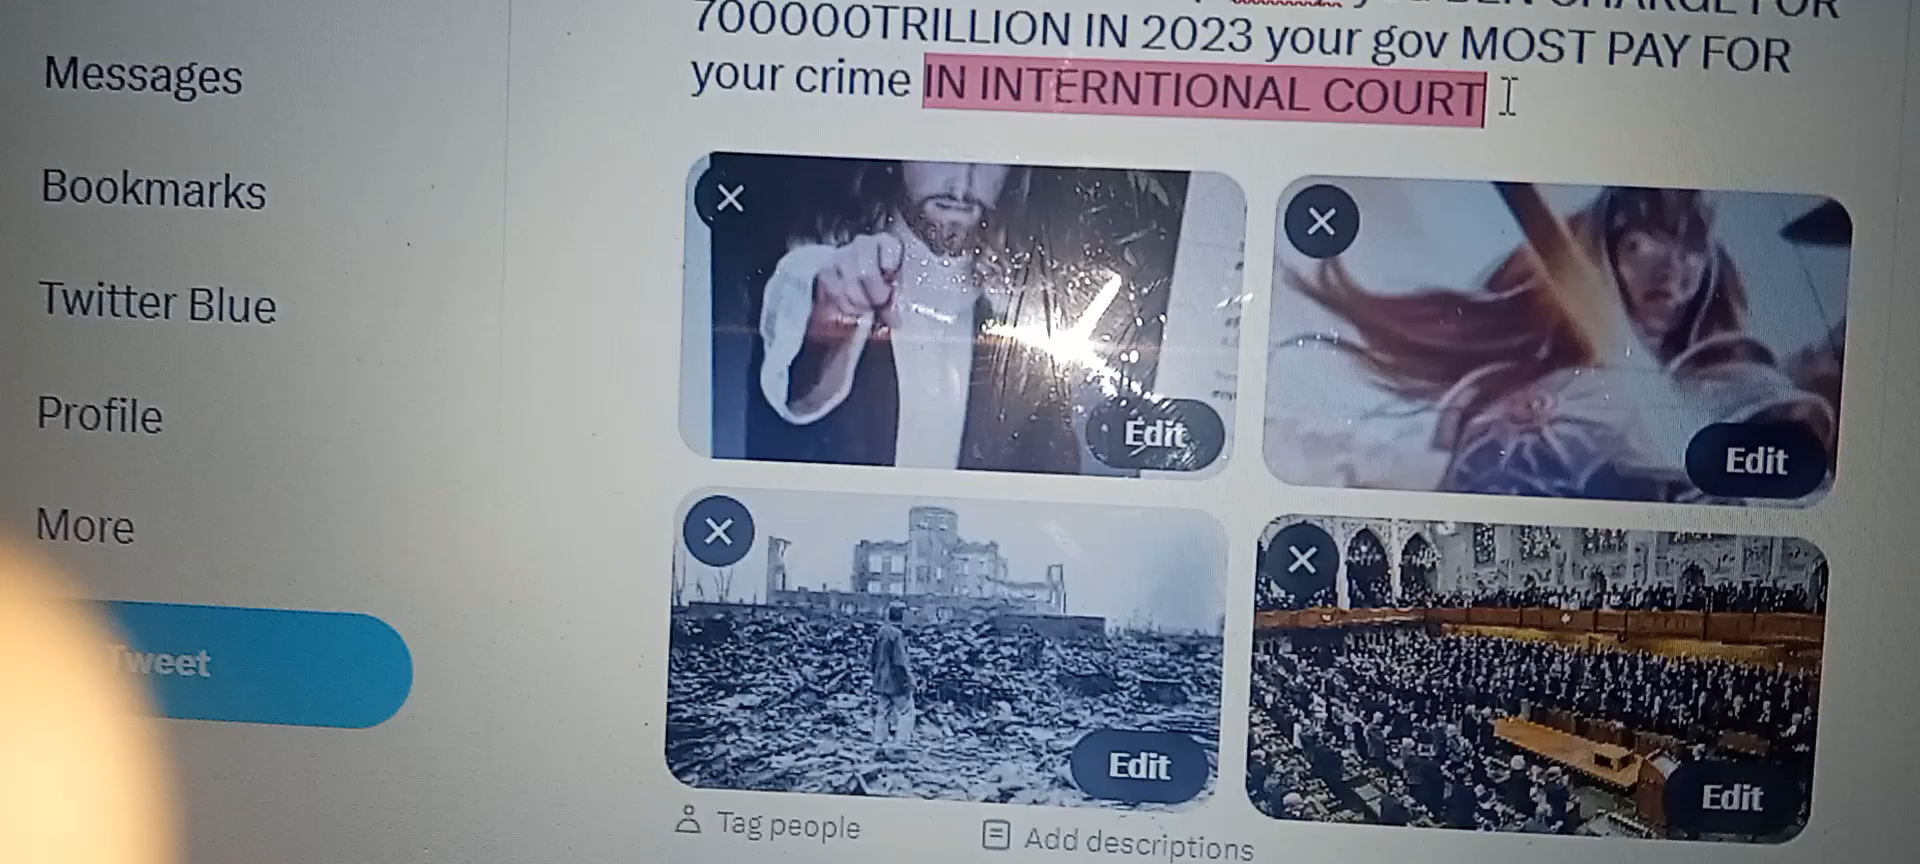 700000TRILLION IN 2023 your gov MOST PAY FOR
your crime IN INTERNTIONAL COURT
Messages
Bookmarks
Twitter Blue
Profile
More
Tweet
Edit
Edit
Edit
Edit
Tag people
Add descriptions